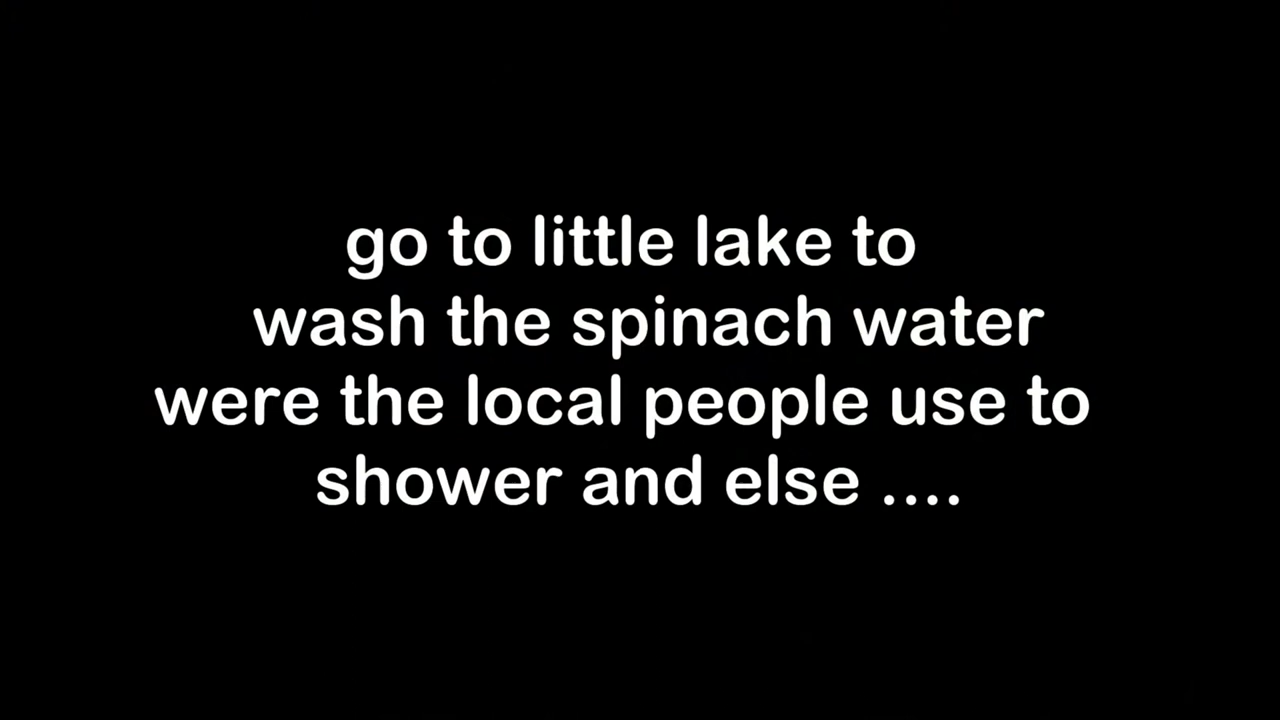 go to little lake to
wash the spinach water
were the local people use to
shower and else ....